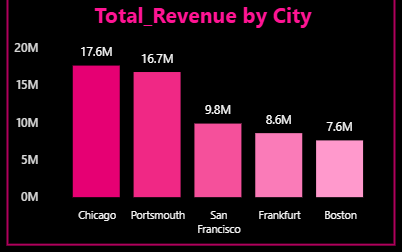 Total_Revenue by City
20M
15M
10M
5M
0M
17.6M
16.7M
9.8M
8.6M
7.6M
Chicago
Portsmouth
San
Francisco
Frankfurt
Boston